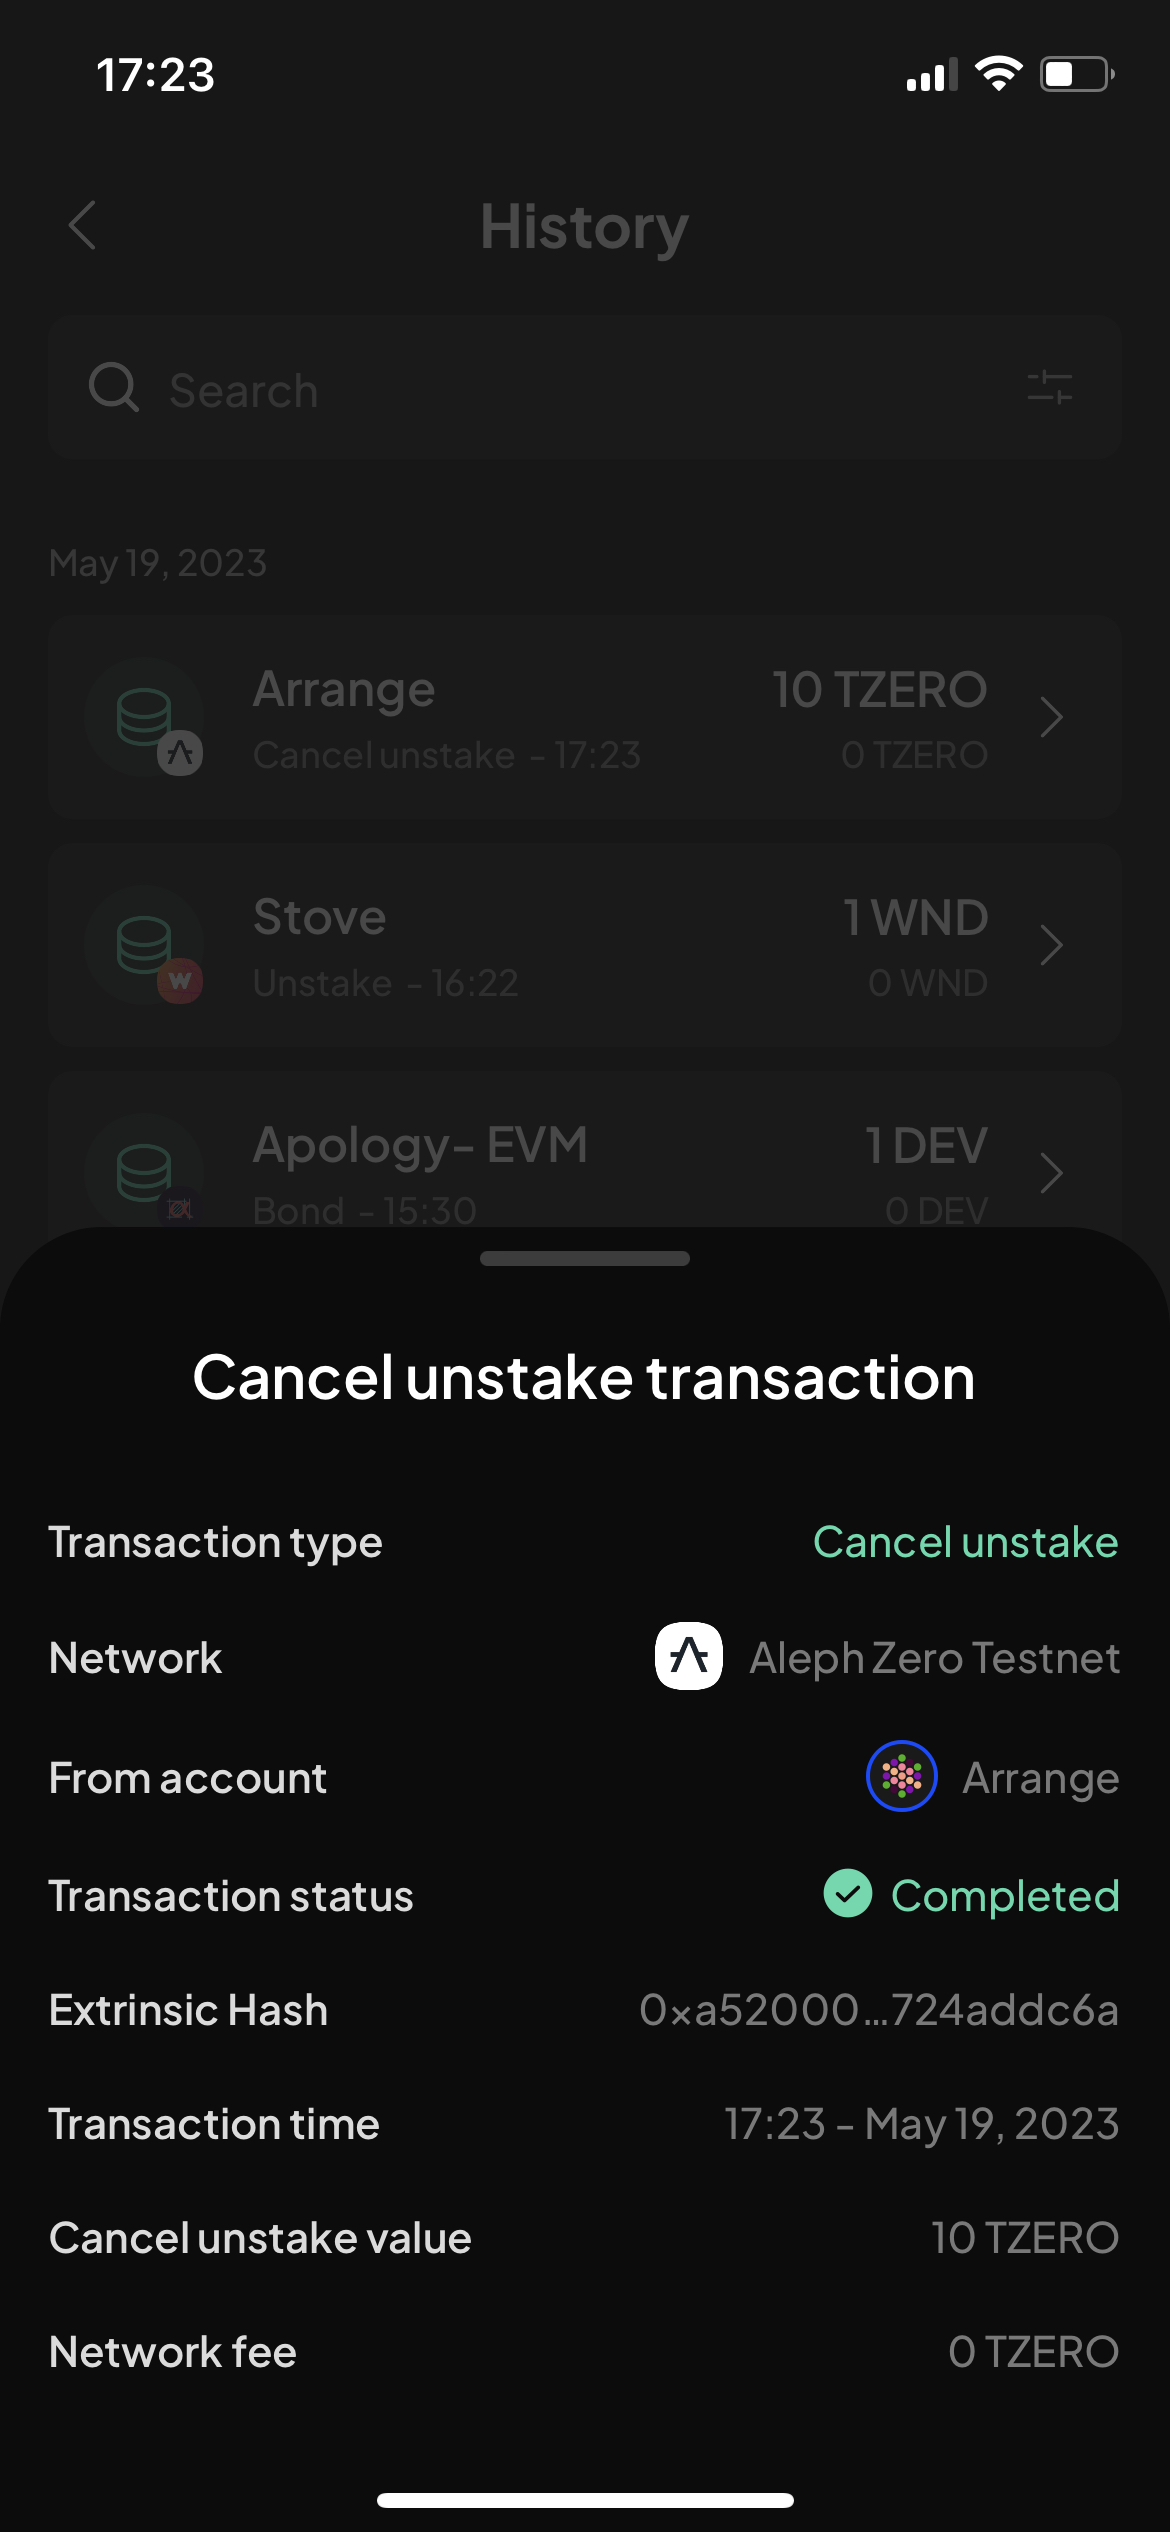 17:23
History
Search
May 19, 2023
Arrange
10 TZERO
Cancel unstake - 17:23
0 TZERO
Stove
1 WND
Unstake - 16:22
0 WND
Apology- EVM
1 DEV
Bond - 15:30
0 DEV
Cancel unstake transaction
Transaction type
Cancel unstake
Network
Aleph Zero Testnet
From account
Arrange
Transaction status
Completed
Extrinsic Hash
0xa52000...724addc6a
Transaction time
17:23 - May 19, 2023
Cancel unstake value
10 TZERO
Network fee
0 TZERO